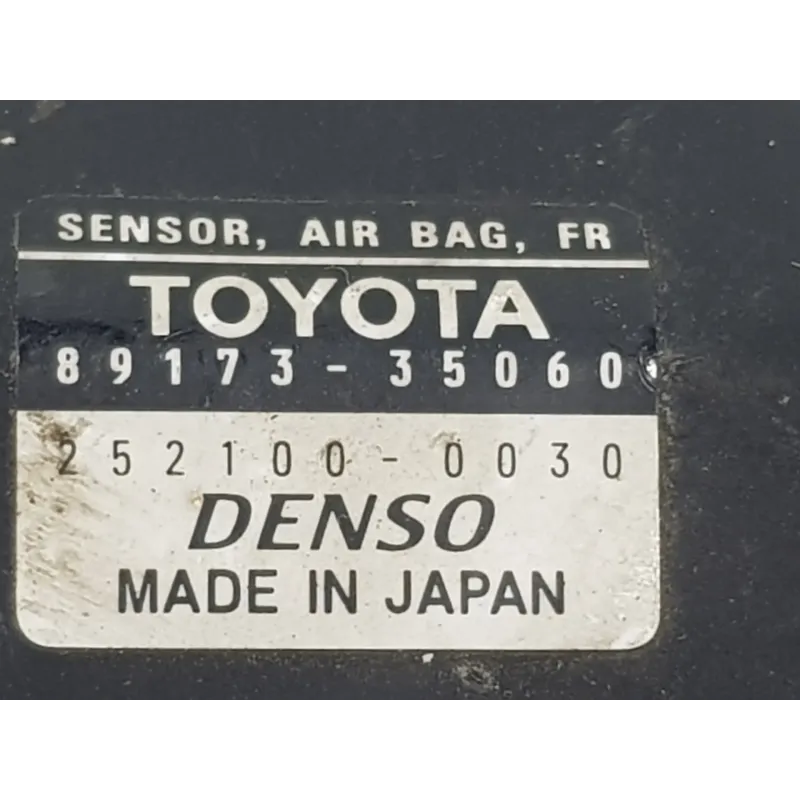 SENSOR, AIR BAG, FR
TOYOTA
89173-35060
252100-0030
DENSO
MADE IN JAPAN